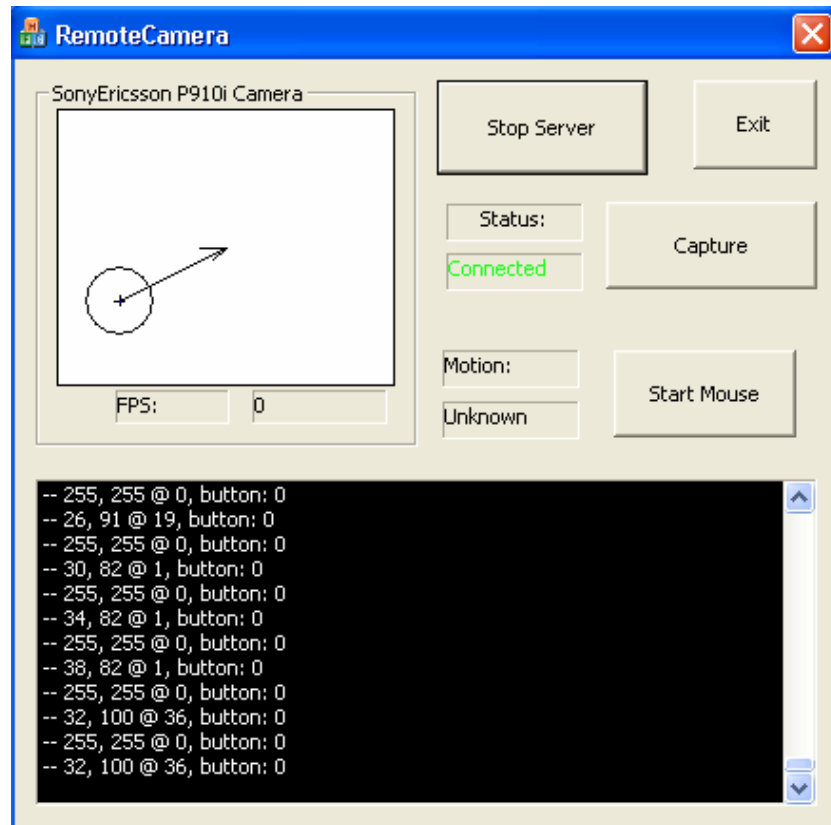 RemoteCamera
SonyEricsson P910i Camera
Stop Server
Exit
Status:
Connected
Capture
Motion:
Unknown
Start Mouse
FPS:
0
-- 255, 255 @ 0, button: 0
-- 26, 91 @ 19, button: 0
-- 255, 255 @ 0, button: 0
-- 30, 82 @ 1, button: 0
-- 255, 255 @ 0, button: 0
-- 34, 82 @ 1, button: 0
-- 255, 255 @ 0, button: 0
-- 38, 82 @ 1, button: 0
-- 255, 255 @ 0, button: 0
-- 32, 100 @ 36, button: 0
-- 255, 255 @ 0, button: 0
-- 32, 100 @ 36, button: 0